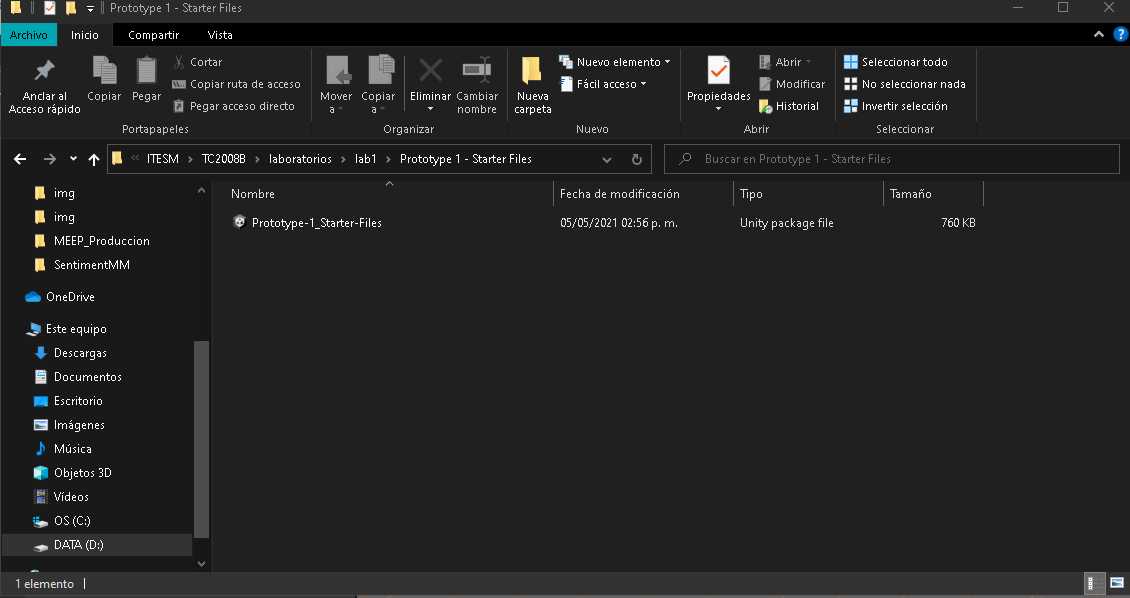 Prototype 1 - Starter Files
Archivo Inicio Compartir Vista
Anclar al Acceso rápido
Copiar
Pegar
Cortar
Copiar ruta de acceso
Pegar acceso directo
Portapapeles
Mover a
Copiar a
Eliminar
Cambiar nombre
Organizar
Nueva carpeta
Nuevo elemento
Fácil acceso
Nuevo
Propiedades
Abrir
Modificar
Historial
Abrir
Seleccionar todo
No seleccionar nada
Invertir selección
Seleccionar
« ITESM > TC2008B > laboratorios > lab1 > Prototype 1 - Starter Files
Buscar en Prototype 1 - Starter Files
img
img
MEEP_Produccion
SentimentMM
OneDrive
Este equipo
Descargas
Documentos
Escritorio
Imágenes
Música
Objetos 3D
Vídeos
OS (C:)
DATA (D:)
Nombre Fecha de modificación Tipo Tamaño
Prototype-1_Starter-Files 05/05/2021 02:56 p. m. Unity package file 760 KB
1 elemento